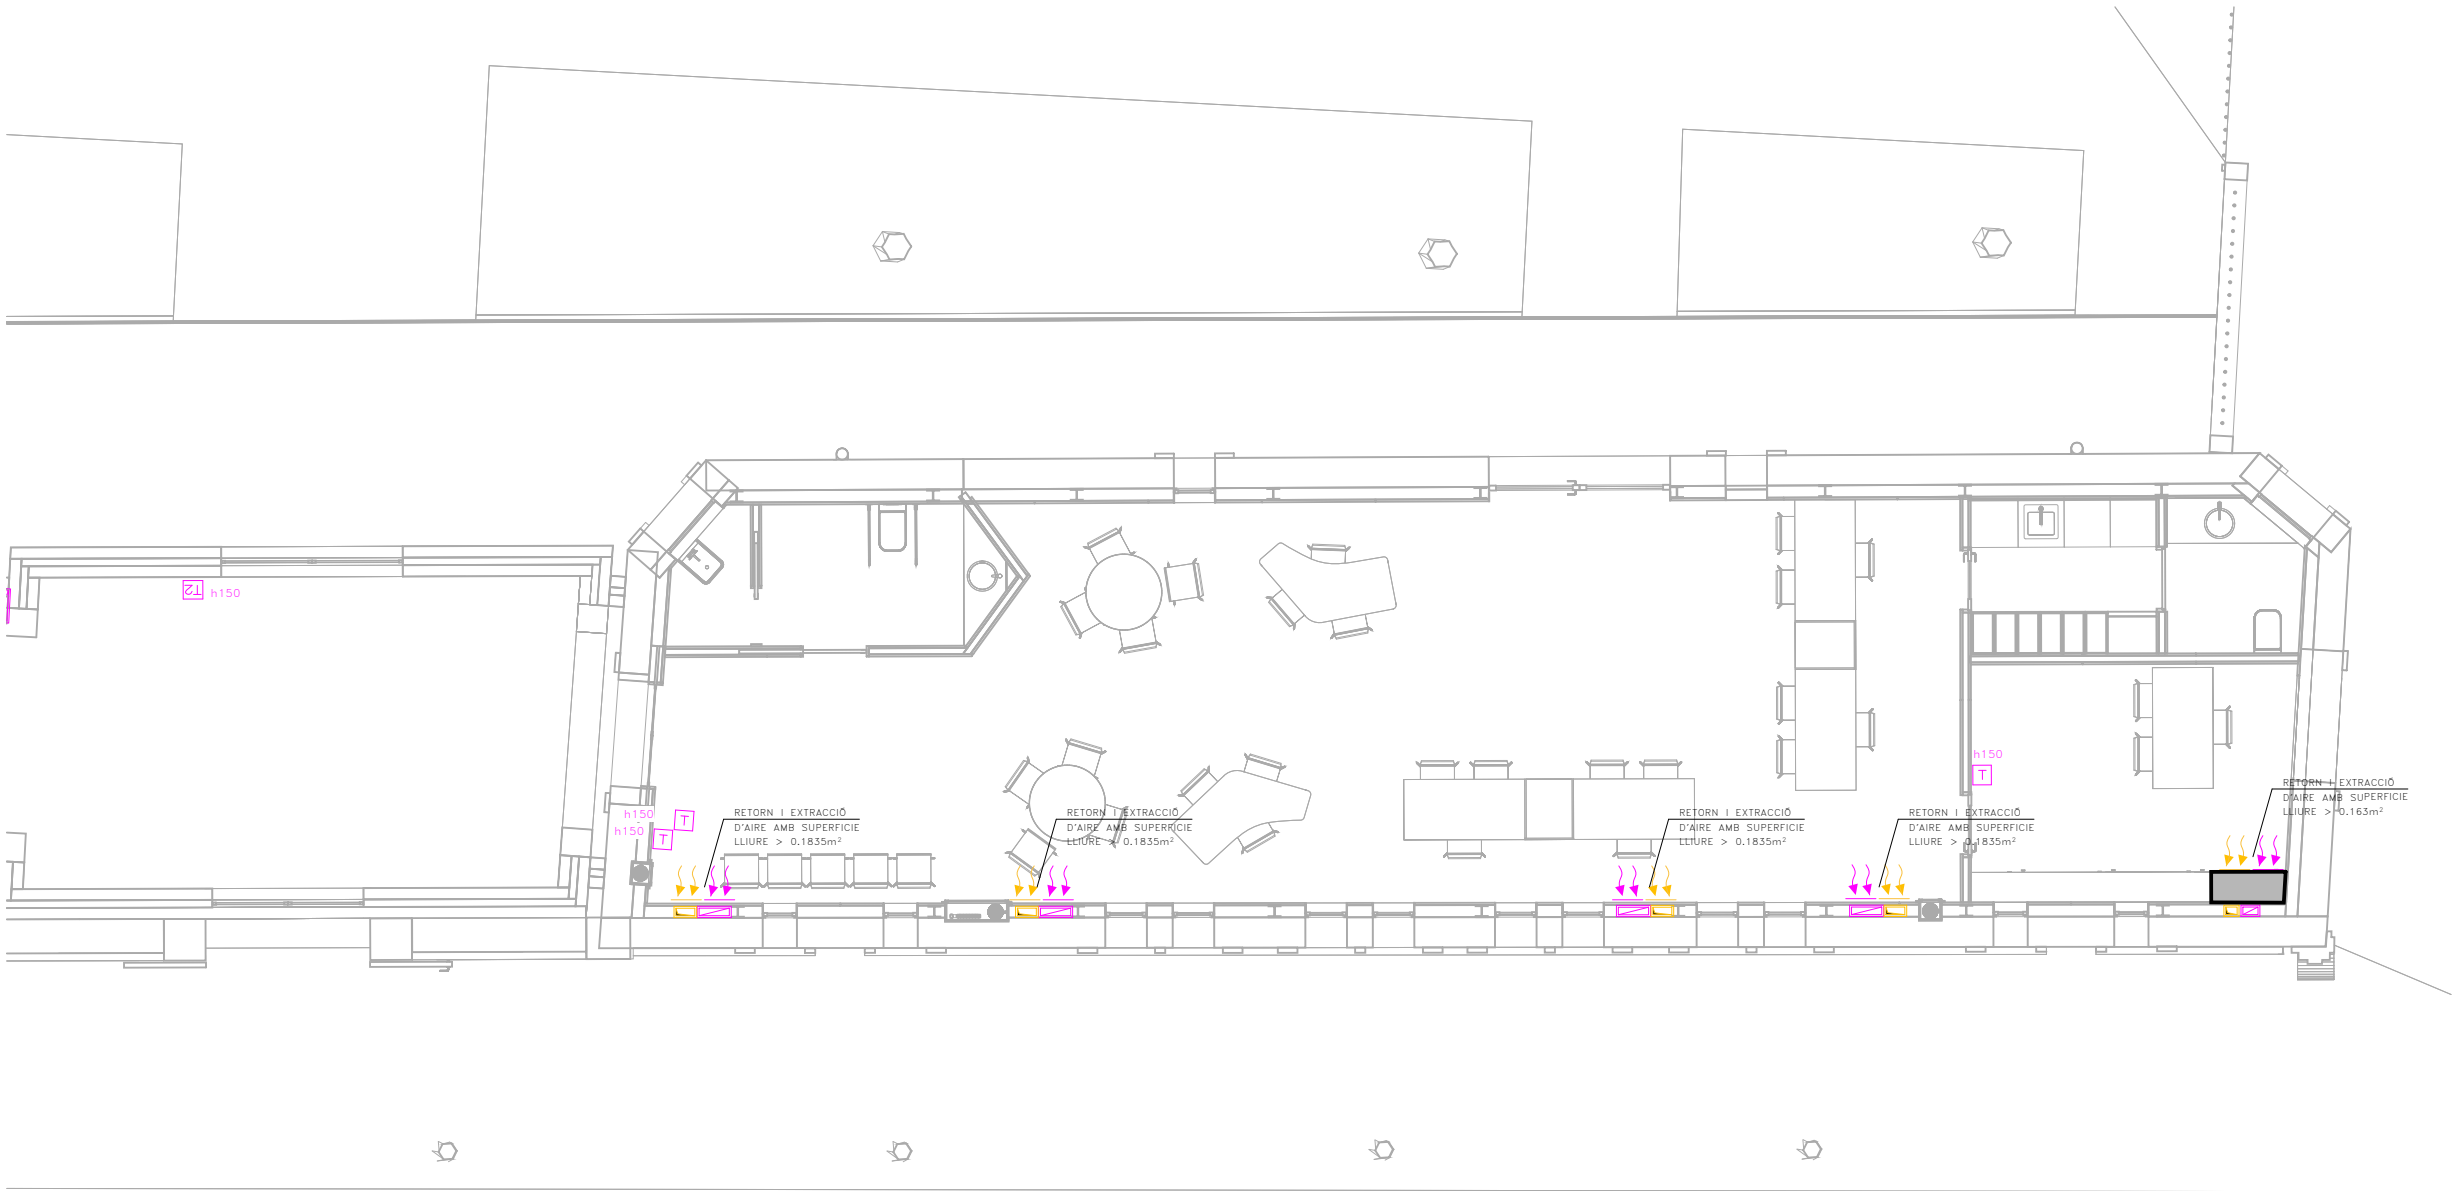 T2 h150
h150
T
h150
T
h150
T
RETORN I EXTRACCIÓ
D'AIRE AMB SUPERFICIE
LLIURE > 0.1835m²
RETORN I EXTRACCIÓ
D'AIRE AMB SUPERFICIE
LLIURE > 0.1835m²
RETORN I EXTRACCIÓ
D'AIRE AMB SUPERFICIE
LLIURE > 0.1835m²
RETORN I EXTRACCIÓ
D'AIRE AMB SUPERFICIE
LLIURE > 0.1835m²
RETORN I EXTRACCIÓ
D'AIRE AMB SUPERFICIE
LLIURE > 0.163m²